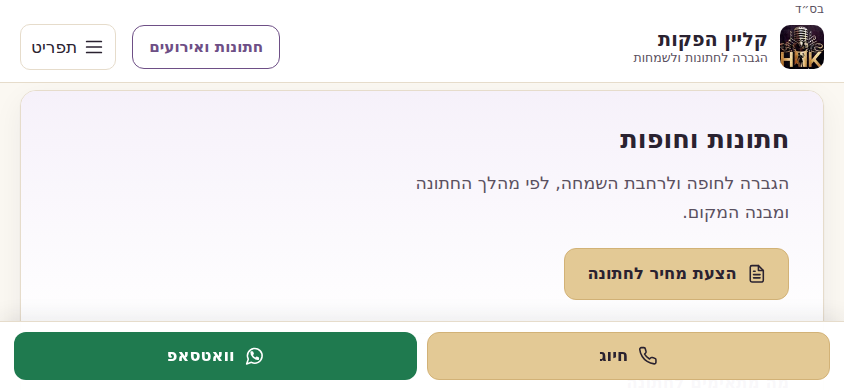 בס״ד
קליין הפקות
הגברה לחתונות ולשמחות
חתונות ואירועים
תפריט
חתונות וחופות
הגברה לחופה ולרחבת השמחה, לפי מהלך החתונה
ומבנה המקום.
הצעת מחיר לחתונה
חיוג
וואטסאפ